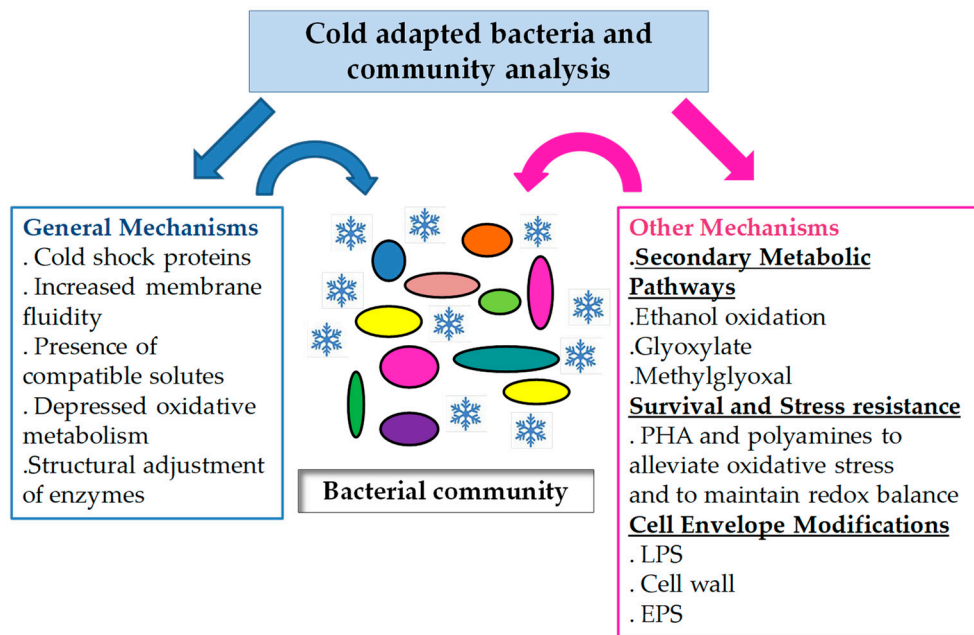 Cold adapted bacteria and
community analysis
General Mechanisms
. Cold shock proteins
. Increased membrane
fluidity
. Presence of
compatible solutes
. Depressed oxidative
metabolism
.Structural adjustment
of enzymes
Bacterial community
Other Mechanisms
.Secondary Metabolic
Pathways
.Ethanol oxidation
.Glyoxylate
.Methylglyoxal
Survival and Stress resistance
. PHA and polyamines to
alleviate oxidative stress
and to maintain redox balance
Cell Envelope Modifications
. LPS
. Cell wall
. EPS